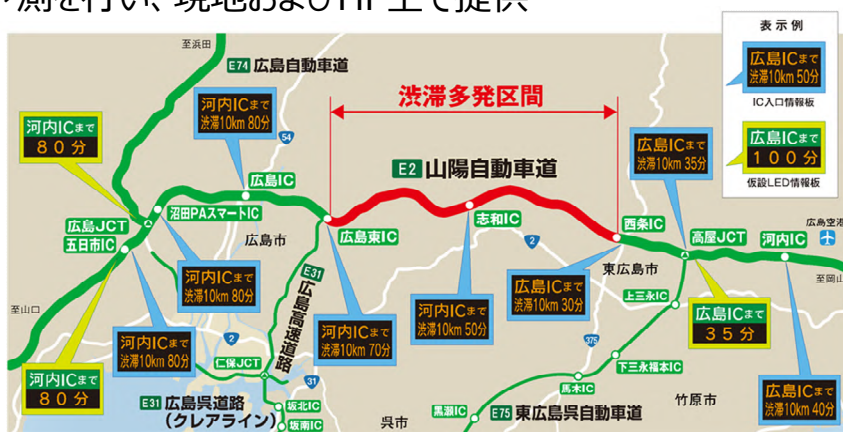 測を行い、現地およびHP上で提供
至浜田
E74 広島自動車道
表示例
広島ICまで
渋滞10km 50分
IC入口情報板
広島ICまで
100分
仮設LED情報板
渋滞多発区間
河内ICまで
80分
河内ICまで
渋滞10km 80分
54
広島IC
E2 山陽自動車道
広島ICまで
渋滞10km 35分
沼田PAスマートIC
広島JCT
五日市IC
広島市
広島東IC
志和IC
2
西条IC
高屋JCT
河内IC
広島空港
東広島市
至岡山
河内ICまで
渋滞10km 80分
E31 広島高速道路
河内ICまで
渋滞10km 70分
河内ICまで
渋滞10km 50分
広島ICまで
渋滞10km 30分
上三永IC
広島ICまで
35分
至山口
河内ICまで
渋滞10km 80分
2
仁保JCT
31
375
下三永福本IC
河内ICまで
80分
馬木IC
広島ICまで
渋滞10km 40分
E31 広島呉道路
(クレアライン)
坂北IC
坂南IC
呉市
黒瀬IC
E75 東広島呉自動車道
竹原市